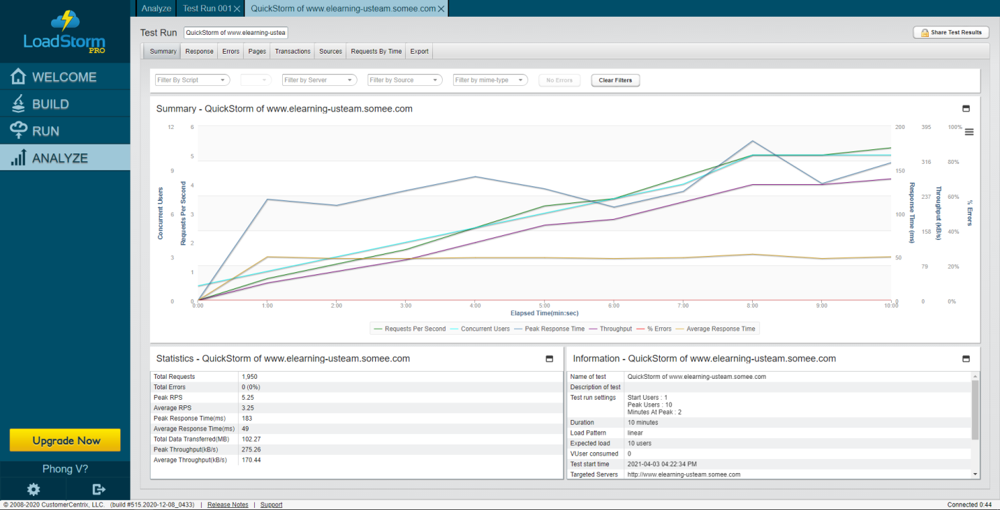 Analyze Test Run 001 QuickStorm of www.elearning-usteam.somee.com
LoadStorm
PRO
WELCOME
BUILD
RUN
ANALYZE
Upgrade Now
Phong V?
Test Run QuickStorm of www.elearning-ustea Share Test Results
Summary Response Errors Pages Transactions Sources Requests By Time Export
Filter By Script Filter by Server Filter by Source Filter by mime-type No Errors Clear Filters
Summary - QuickStorm of www.elearning-usteam.somee.com
Concurrent Users
12
9
6
3
0
Requests Per Second
6
5
4
3
2
1
0
200
150
100
50
0
Response Time (ms)
395
316
237
158
79
0
Throughput (kB/s)
100%
80%
60%
40%
20%
0%
% Errors
0:00 1:00 2:00 3:00 4:00 5:00 6:00 7:00 8:00 9:00 10:00
Elapsed Time(min:sec)
Requests Per Second Concurrent Users Peak Response Time Throughput % Errors Average Response Time
Statistics - QuickStorm of www.elearning-usteam.somee.com
Total Requests 1,950
Total Errors 0 (0%)
Peak RPS 5.25
Average RPS 3.25
Peak Response Time(ms) 183
Average Response Time(ms) 49
Total Data Transferred(MB) 102.27
Peak Throughput(kB/s) 275.26
Average Throughput(kB/s) 170.44
Information - QuickStorm of www.elearning-usteam.somee.com
Name of test QuickStorm of www.elearning-usteam.somee.com
Description of test
Test run settings Start Users : 1
Peak Users : 10
Minutes At Peak : 2
Duration 10 minutes
Load Pattern linear
Expected load 10 users
VUser consumed 0
Test start time 2021-04-03 04:22:34 PM
Targeted Servers http://www.elearning-usteam.somee.com
© 2008-2020 CustomerCentrix, LLC. (build #515.2020-12-08_0433) | Release Notes | Support Connected 0:44